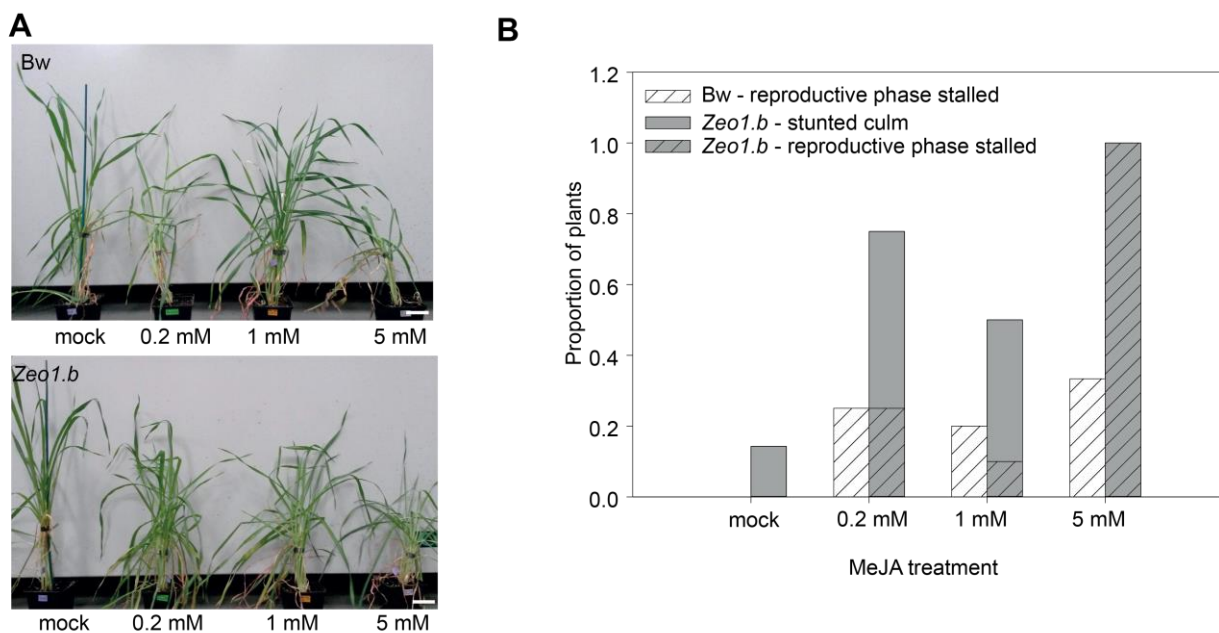 A
Bw
mock 0.2 mM 1 mM 5 mM
Zeo1.b
mock 0.2 mM 1 mM 5 mM
B
1.2
1.0
0.8
0.6
0.4
0.2
0.0
Proportion of plants
Bw - reproductive phase stalled
Zeo1.b - stunted culm
Zeo1.b - reproductive phase stalled
mock 0.2 mM 1 mM 5 mM
MeJA treatment